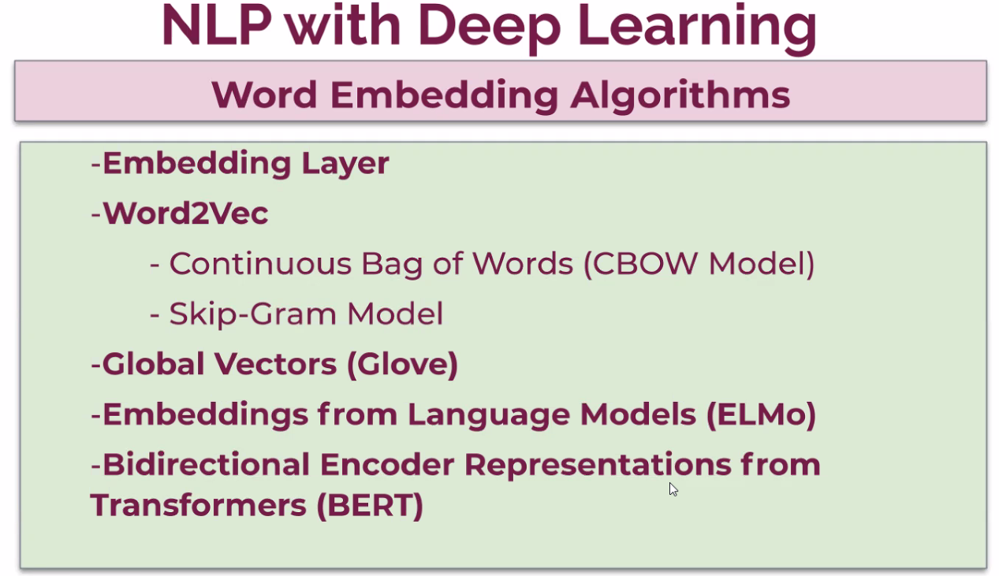 NLP with Deep Learning
Word Embedding Algorithms
-Embedding Layer
-Word2Vec
- Continuous Bag of Words (CBOW Model)
- Skip-Gram Model
-Global Vectors (Glove)
-Embeddings from Language Models (ELMo)
-Bidirectional Encoder Representations from
Transformers (BERT)